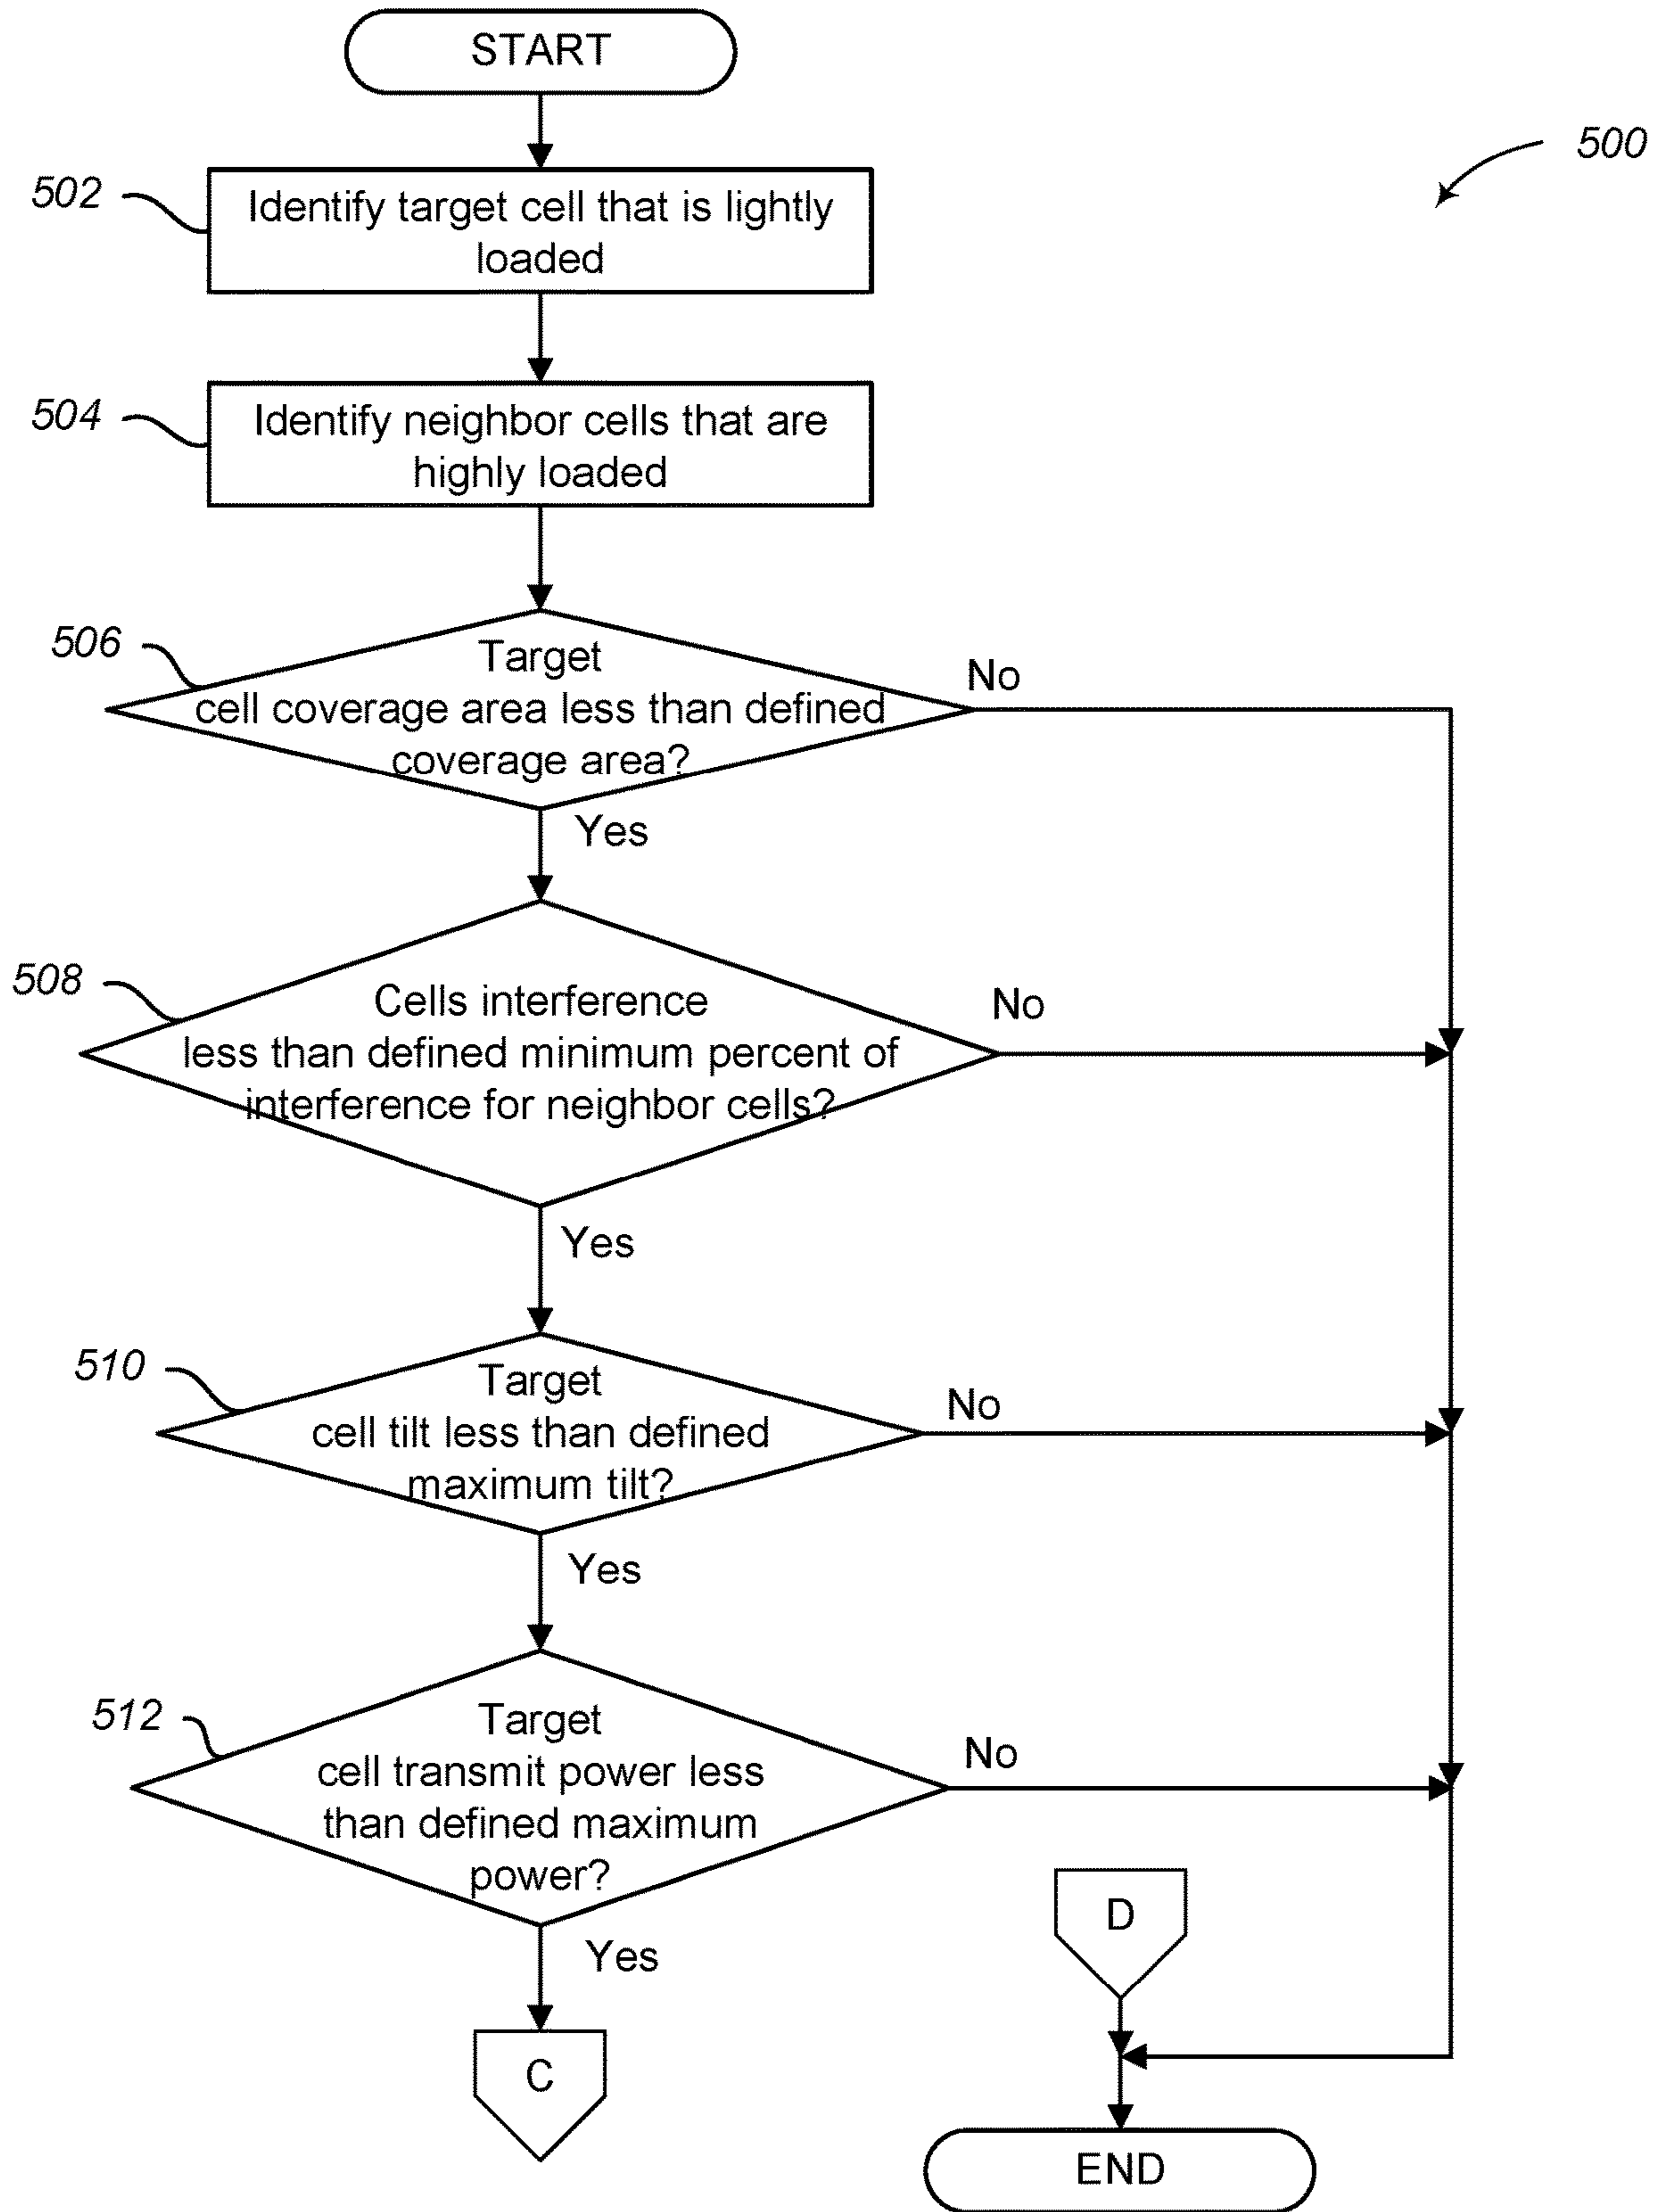 START
500
502
Identify target cell that is lightly
loaded
504
Identify neighbor cells that are
highly loaded
506
Target
cell coverage area less than defined
coverage area?
No
Yes
508
Cells interference
less than defined minimum percent of
interference for neighbor cells?
No
Yes
510
Target
cell tilt less than defined
maximum tilt?
No
Yes
512
Target
cell transmit power less
than defined maximum
power?
No
Yes
D
C
END